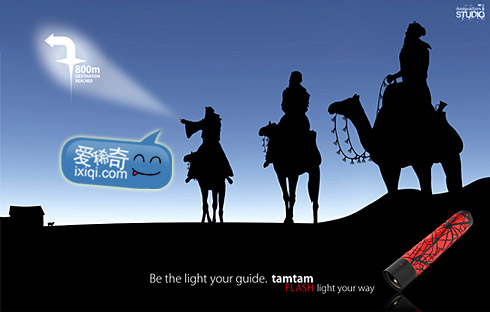 STUDIO
800m
DESTINATION
REACHED
爱稀奇
ixiqi.com
Be the light your guide. tamtam
FLASH light your way